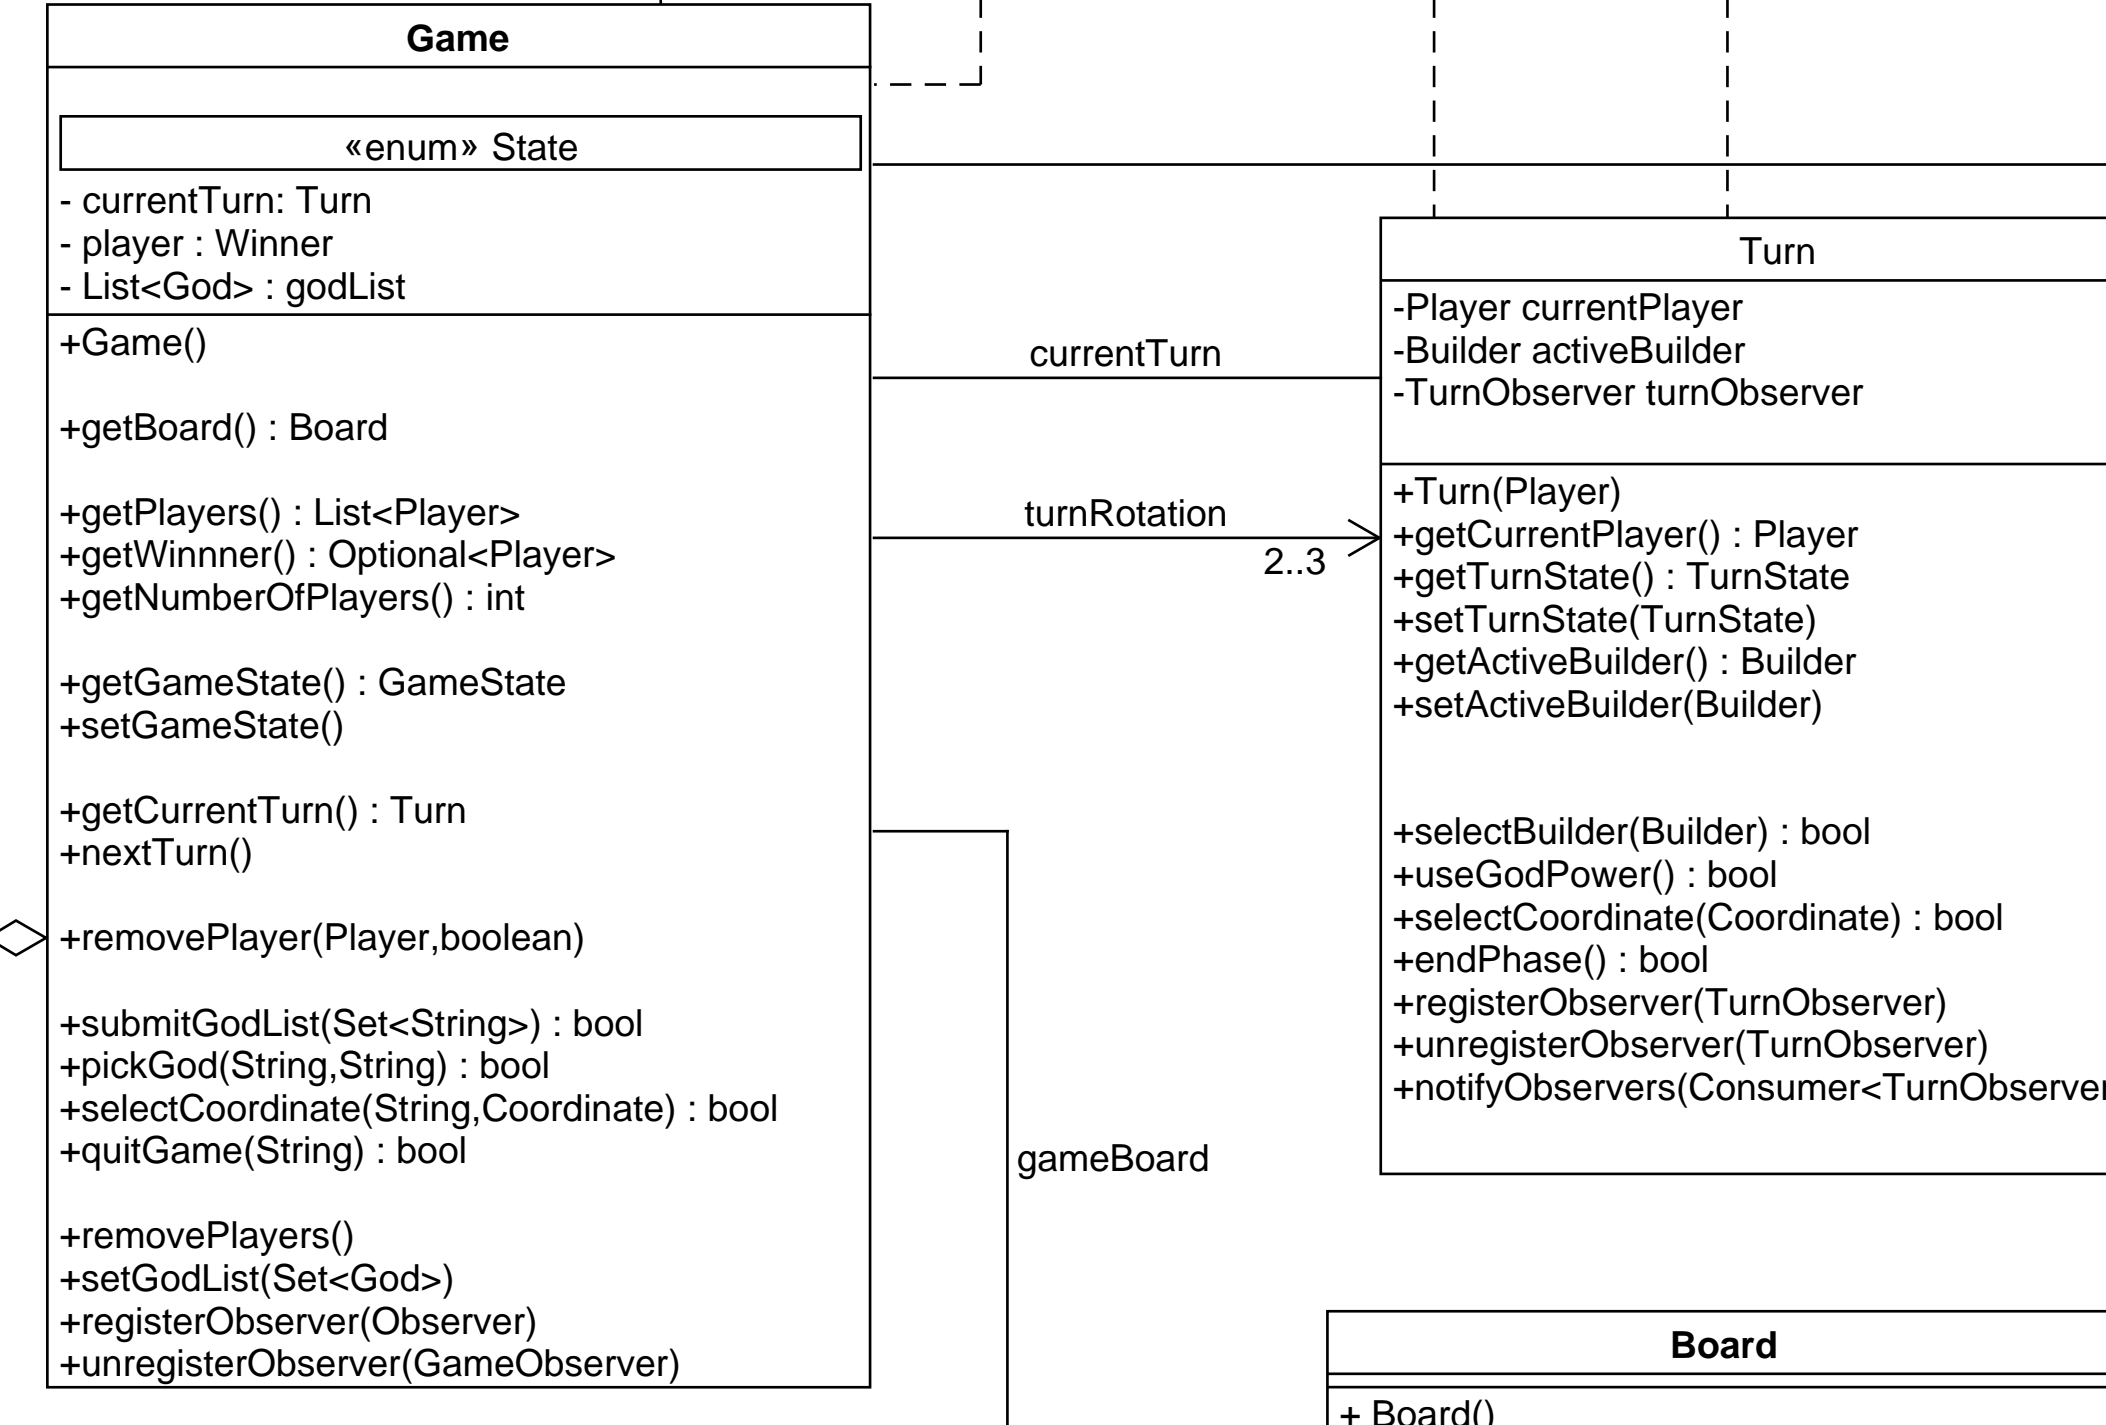 Game
«enum» State
- currentTurn: Turn
- player : Winner
- List<God> : godList
+Game()
+getBoard() : Board
+getPlayers() : List<Player>
+getWinnner() : Optional<Player>
+getNumberOfPlayers() : int
+getGameState() : GameState
+setGameState()
+getCurrentTurn() : Turn
+nextTurn()
+removePlayer(Player,boolean)
+submitGodList(Set<String>) : bool
+pickGod(String,String) : bool
+selectCoordinate(String,Coordinate) : bool
+quitGame(String) : bool
+removePlayers()
+setGodList(Set<God>)
+registerObserver(Observer)
+unregisterObserver(GameObserver)
currentTurn
turnRotation
2..3
gameBoard
Turn
-Player currentPlayer
-Builder activeBuilder
-TurnObserver turnObserver
+Turn(Player)
+getCurrentPlayer() : Player
+getTurnState() : TurnState
+setTurnState(TurnState)
+getActiveBuilder() : Builder
+setActiveBuilder(Builder)
+selectBuilder(Builder) : bool
+useGodPower() : bool
+selectCoordinate(Coordinate) : bool
+endPhase() : bool
+registerObserver(TurnObserver)
+unregisterObserver(TurnObserver)
+notifyObservers(Consumer<TurnObserver
Board
+ Board()